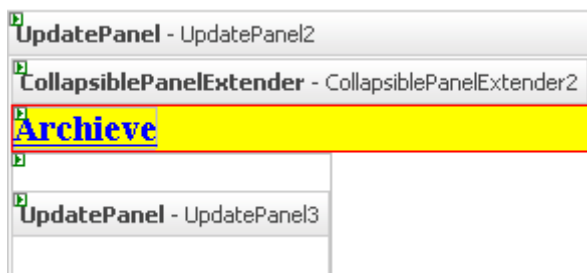 UpdatePanel - UpdatePanel2
CollapsiblePanelExtender - CollapsiblePanelExtender2
Archieve
UpdatePanel - UpdatePanel3